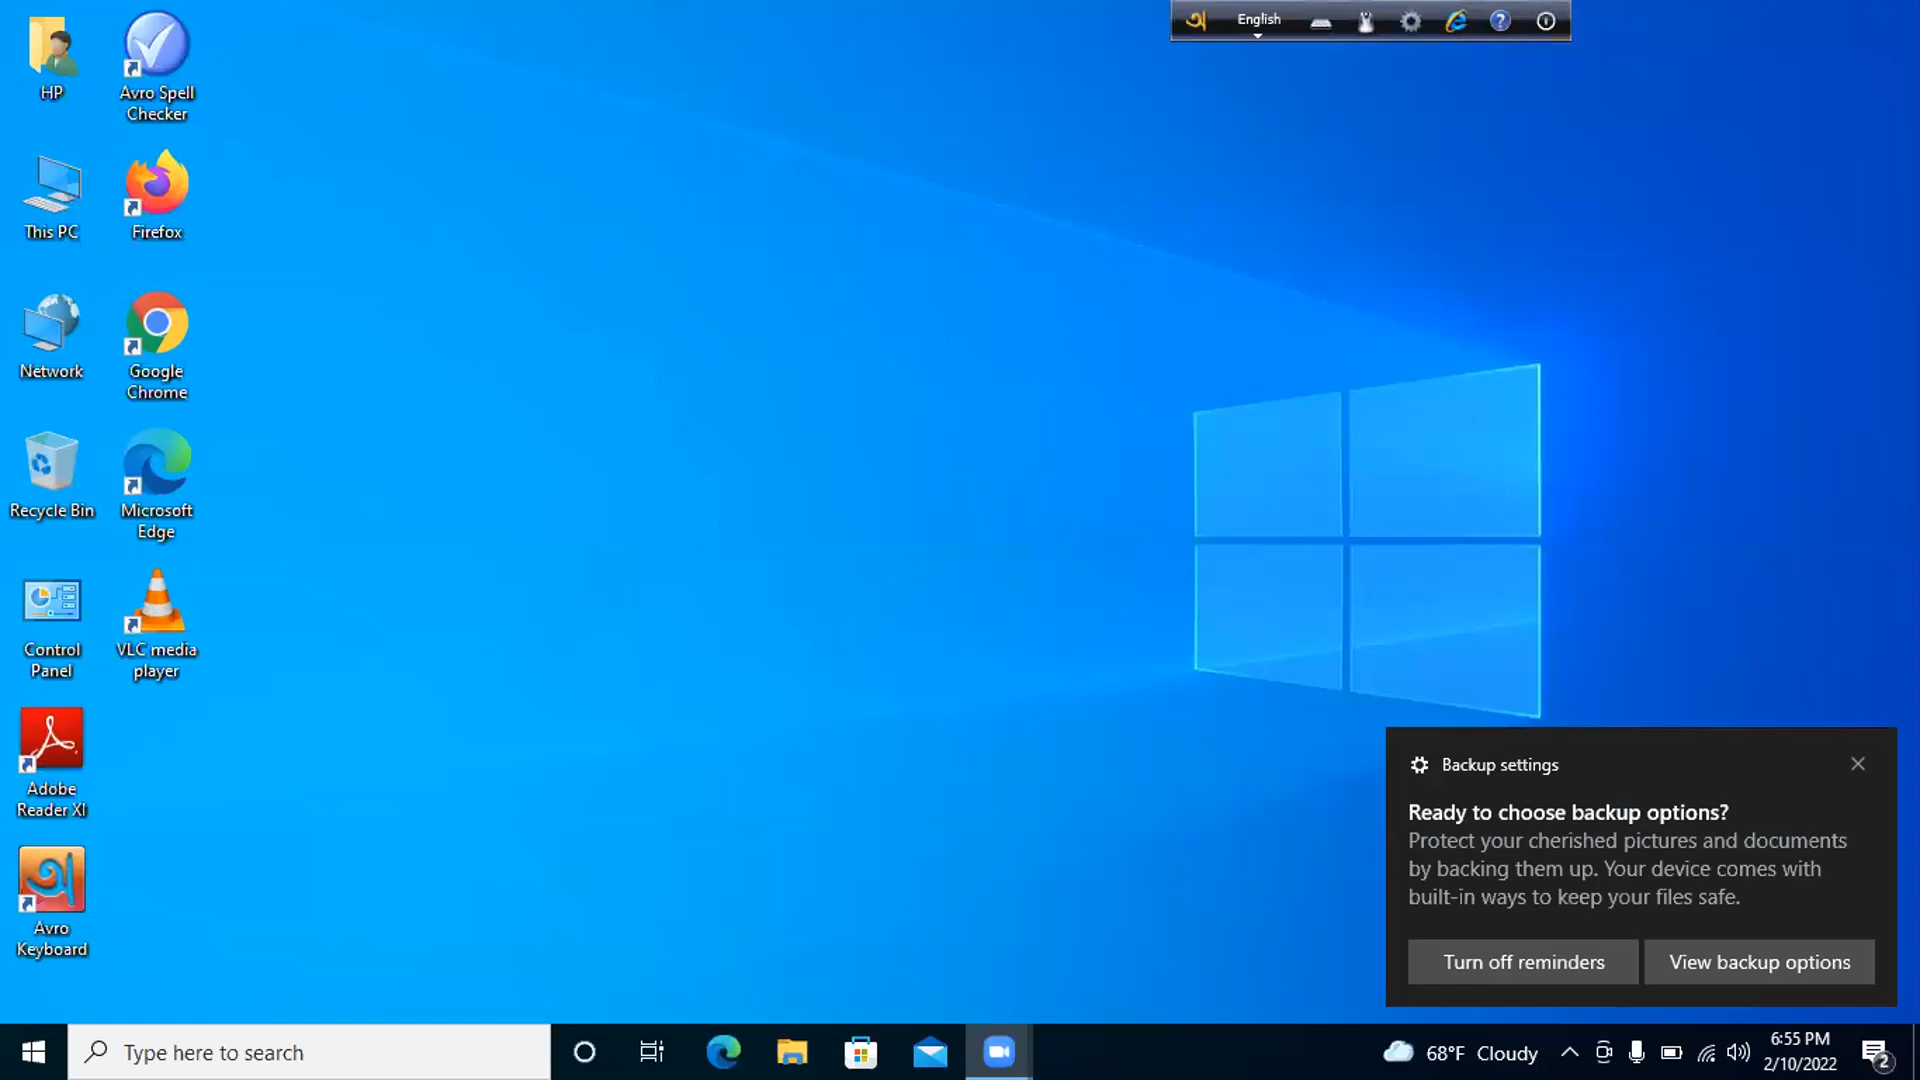 অ English
HP
Avro Spell
Checker
This PC
Firefox
Network
Google
Chrome
Recycle Bin
Microsoft
Edge
Control
Panel
VLC media
player
Adobe
Reader XI
অ
Avro
Keyboard
Backup settings
Ready to choose backup options?
Protect your cherished pictures and documents
by backing them up. Your device comes with
built-in ways to keep your files safe.
Turn off reminders
View backup options
Type here to search
68°F Cloudy
6:55 PM
2/10/2022
2